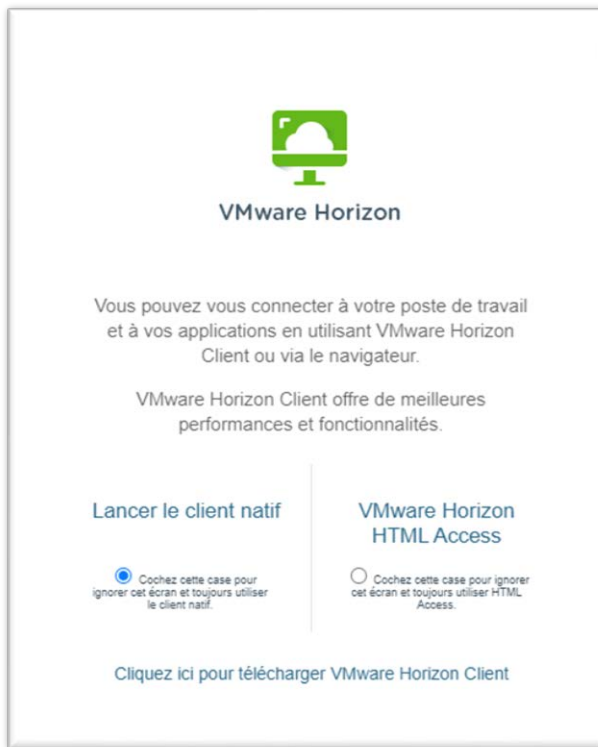 VMware Horizon
Vous pouvez vous connecter à votre poste de travail
et à vos applications en utilisant VMware Horizon
Client ou via le navigateur.
VMware Horizon Client offre de meilleures
performances et fonctionnalités.
Lancer le client natif
Cochez cette case pour
ignorer cet écran et toujours utiliser
le client natif.
VMware Horizon
HTML Access
Cochez cette case pour ignorer
cet écran et toujours utiliser HTML
Access.
Cliquez ici pour télécharger VMware Horizon Client